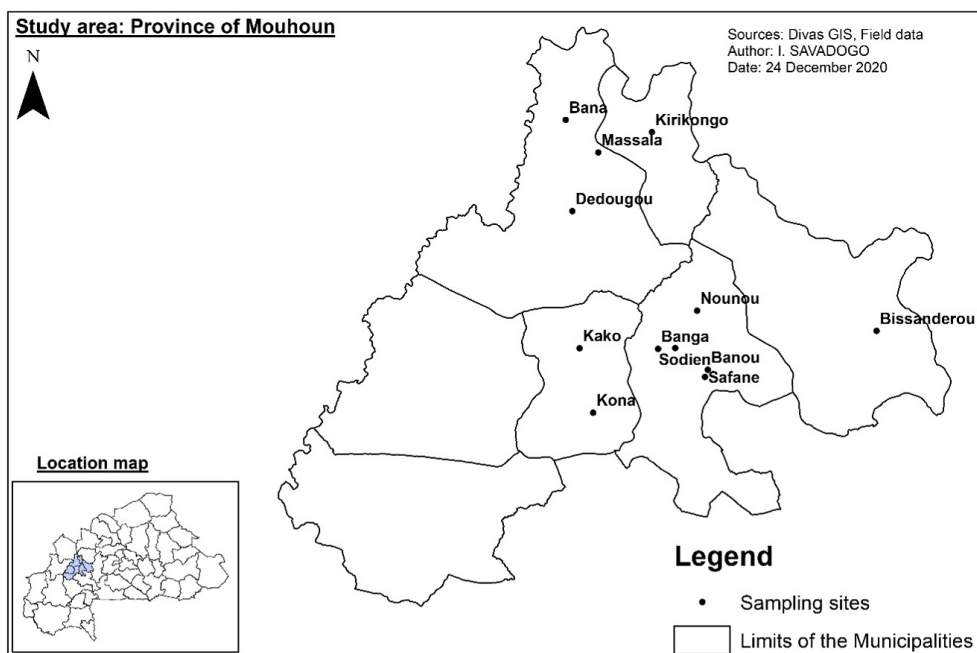 Study area: Province of Mouhoun
Sources: Divas GIS, Field data
Author: I. SAVADOGO
Date: 24 December 2020
N
Bana
Kirikongo
Massala
Dedougou
Nounou
Bissanderou
Kako
Banga
Sodien
Banou
Safane
Kona
Location map
Legend
Sampling sites
Limits of the Municipalities